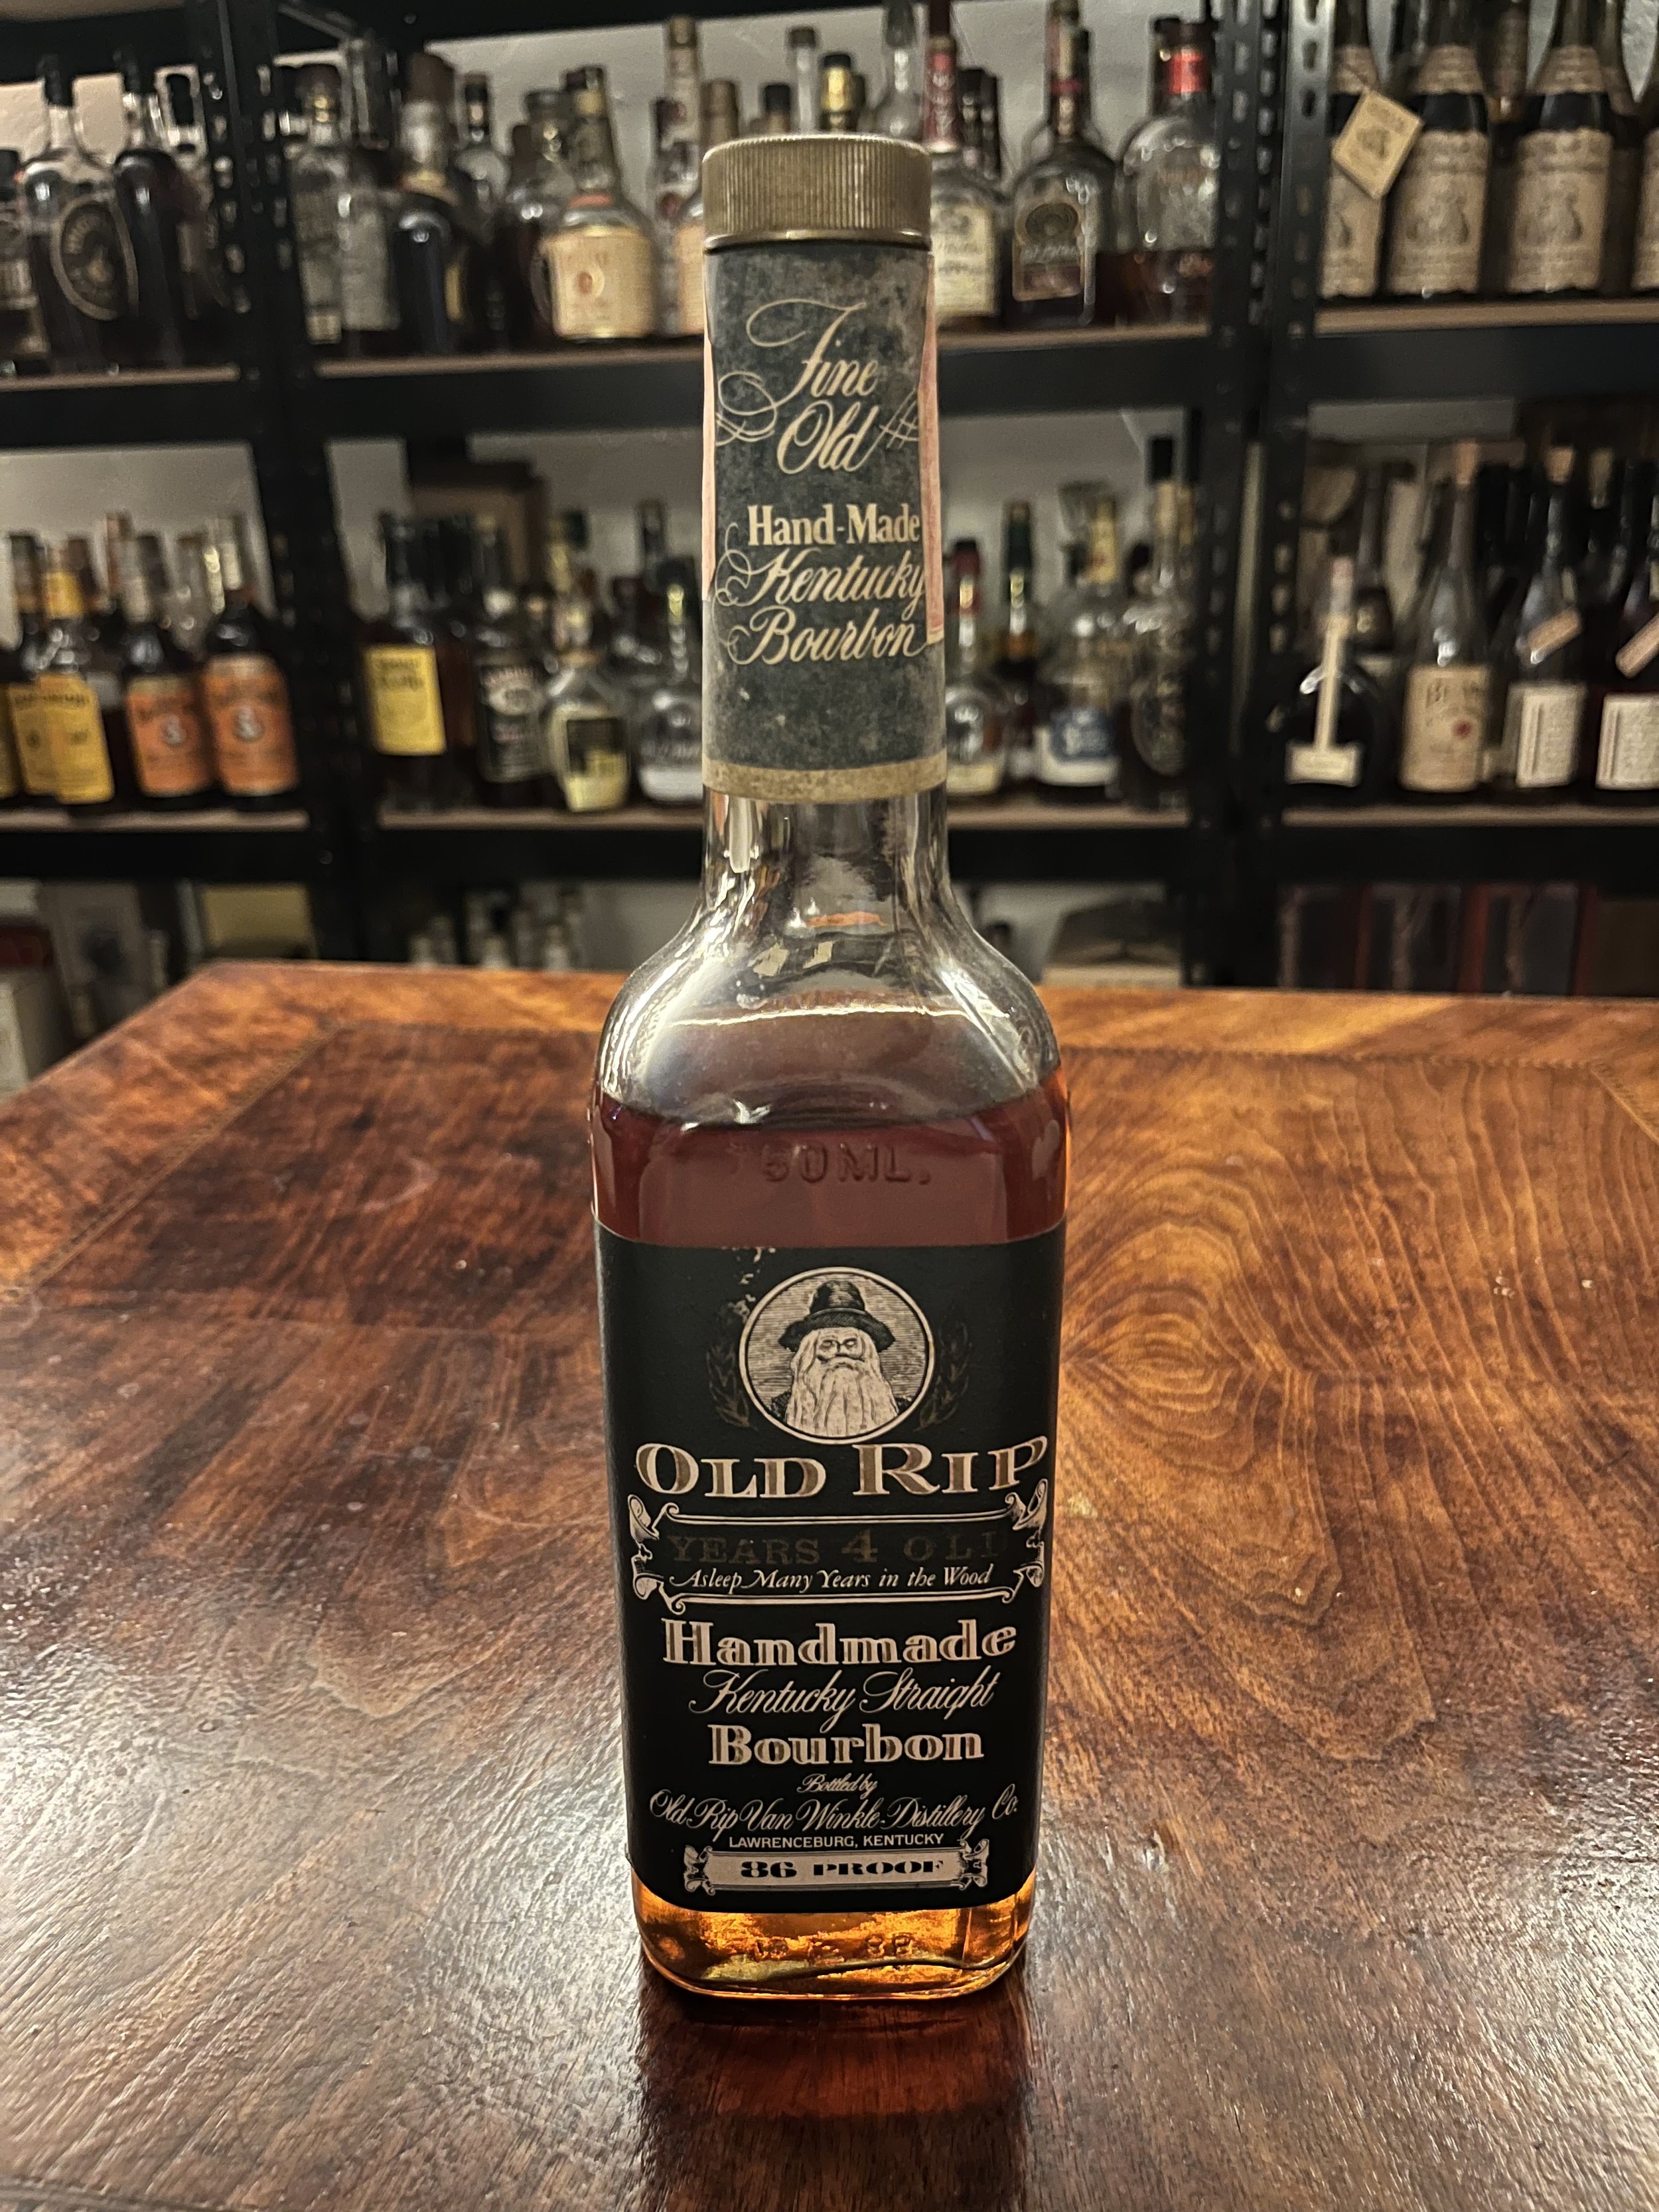 Fine
Old
Hand-Made
Kentucky
Bourbon
750ML.
OLD RIP
YEARS 4 OLD
Asleep Many Years in the Wood
Handmade
Kentucky Straight
Bourbon
Bottled by
Old Rip Van Winkle Distillery Co.
LAWRENCEBURG, KENTUCKY
86 PROOF